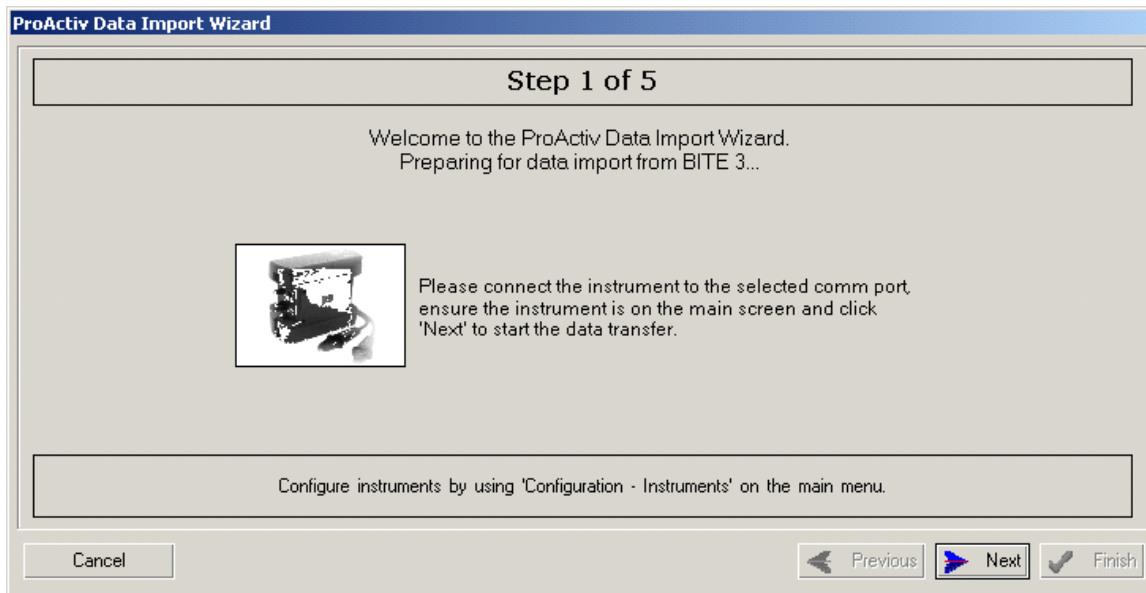 ProActiv Data Import Wizard
Step 1 of 5
Welcome to the ProActiv Data Import Wizard.
Preparing for data import from BITE 3...
Please connect the instrument to the selected comm port,
ensure the instrument is on the main screen and click
'Next' to start the data transfer.
Configure instruments by using 'Configuration - Instruments' on the main menu.
Cancel
Previous
Next
Finish